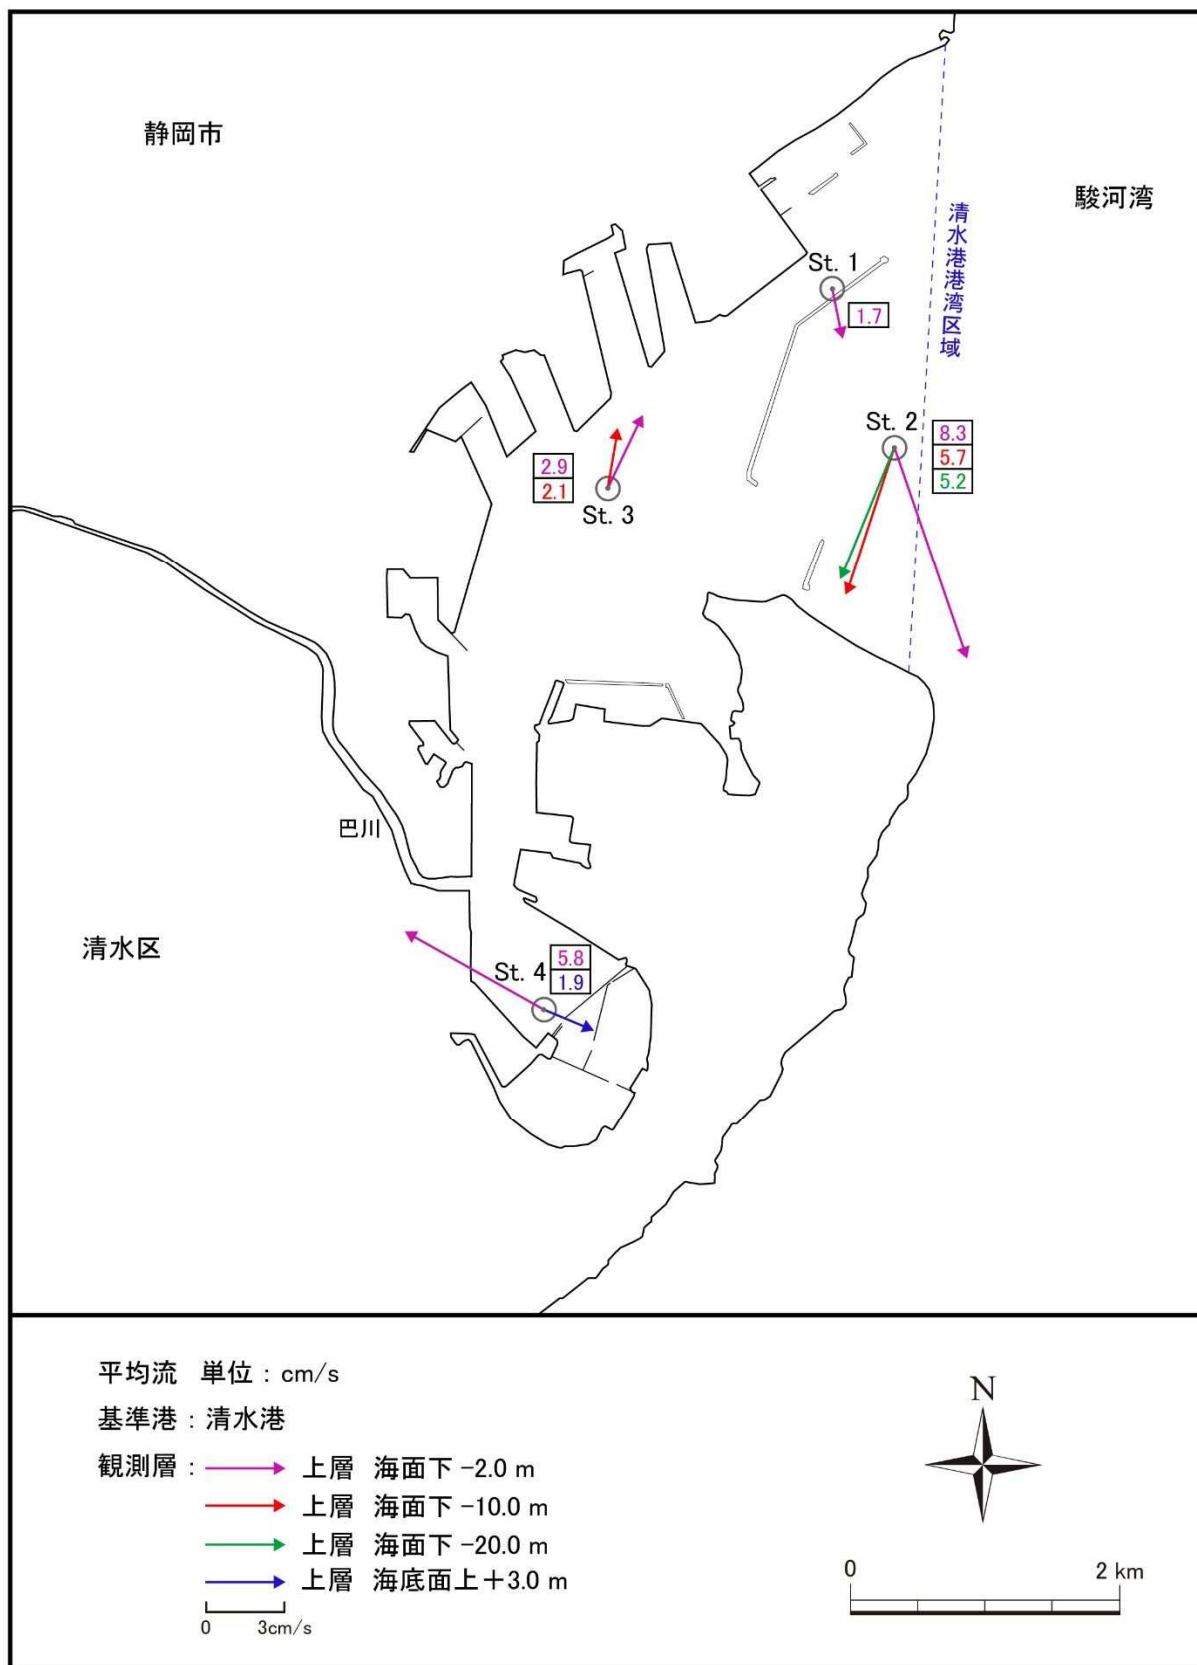 静岡市
駿河湾
清水港港湾区域
St. 1
1.7
St. 2
8.3
5.7
5.2
2.9
2.1
St. 3
巴川
清水区
St. 4
5.8
1.9
平均流 単位：cm/s
基準港：清水港
観測層：
上層 海面下 -2.0 m
上層 海面下 -10.0 m
上層 海面下 -20.0 m
上層 海底面上＋3.0 m
0 3cm/s
N
0 2 km